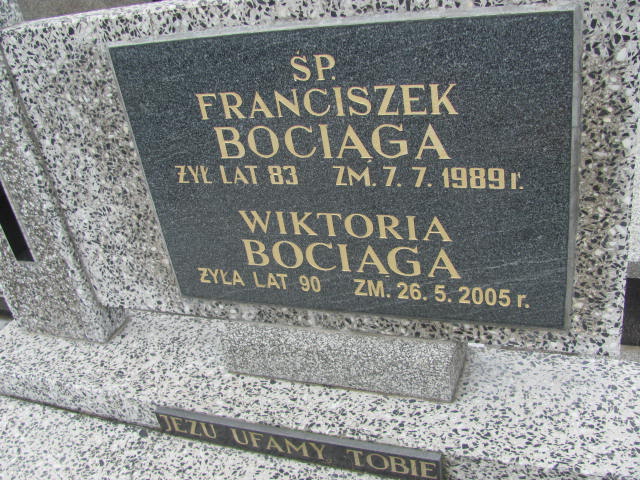 ŚP.
FRANCISZEK
BOCIĄGA
ŻYŁ LAT 83 ZM. 7. 7. 1989 r.
WIKTORIA
BOCIĄGA
ŻYŁA LAT 90 ZM. 26. 5. 2005 r.
JEZU UFAMY TOBIE